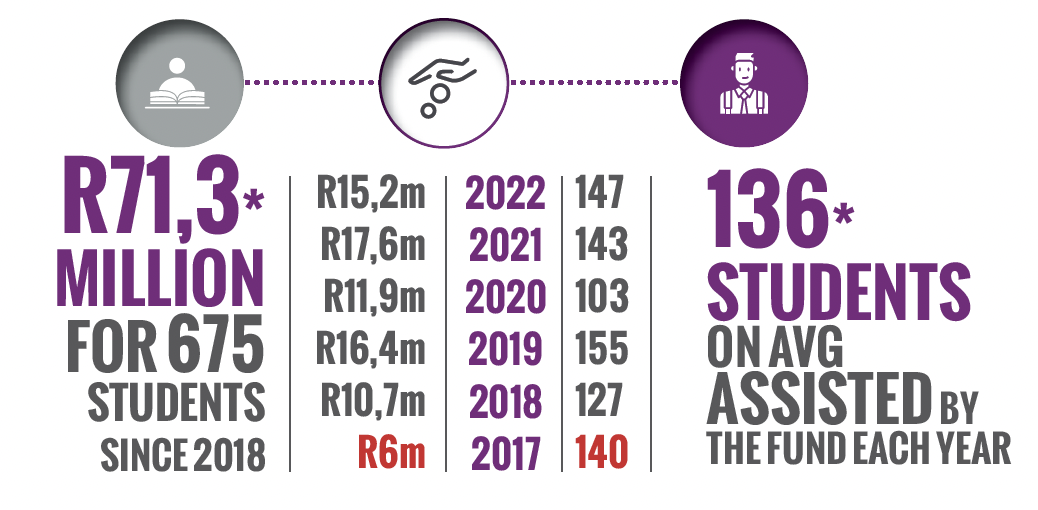 R71,3*
MILLION
FOR 675
STUDENTS
SINCE 2018
R15,2m 2022 147
R17,6m 2021 143
R11,9m 2020 103
R16,4m 2019 155
R10,7m 2018 127
R6m 2017 140
136*
STUDENTS
ON AVG
ASSISTED BY
THE FUND EACH YEAR